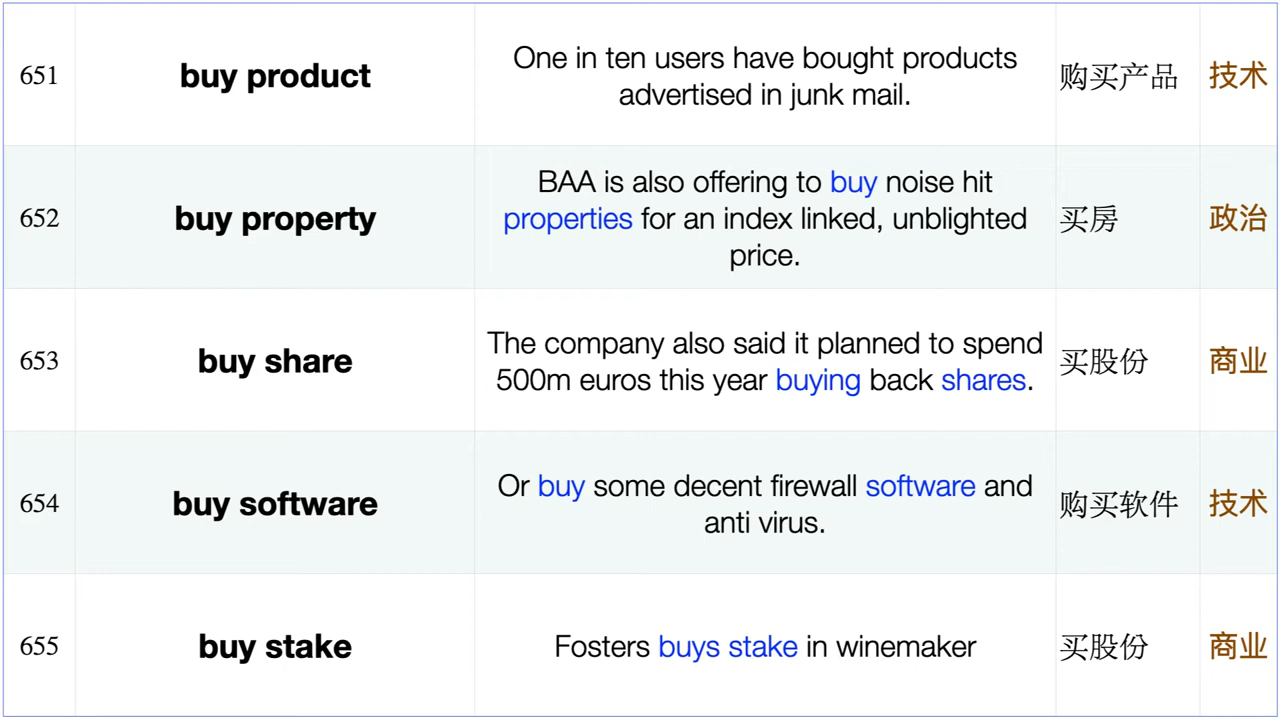 651
buy product
One in ten users have bought products
advertised in junk mail.
购买产品
技术
652
buy property
BAA is also offering to buy noise hit
properties for an index linked, unblighted
price.
买房
政治
653
buy share
The company also said it planned to spend
500m euros this year buying back shares.
买股份
商业
654
buy software
Or buy some decent firewall software and
anti virus.
购买软件
技术
655
buy stake
Fosters buys stake in winemaker
买股份
商业